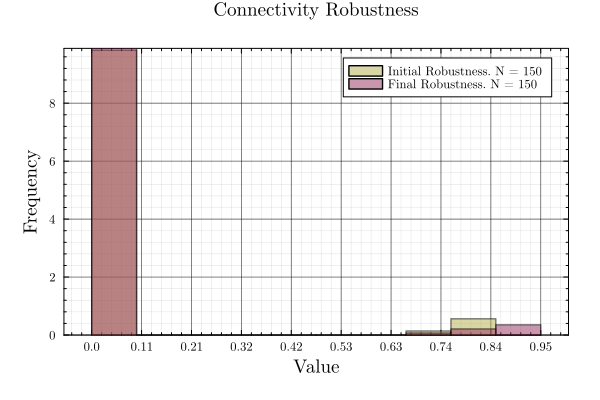 Connectivity Robustness
Initial Robustness. N = 150
Final Robustness. N = 150
Frequency
8
6
4
2
0
0.0 0.11 0.21 0.32 0.42 0.53 0.63 0.74 0.84 0.95
Value